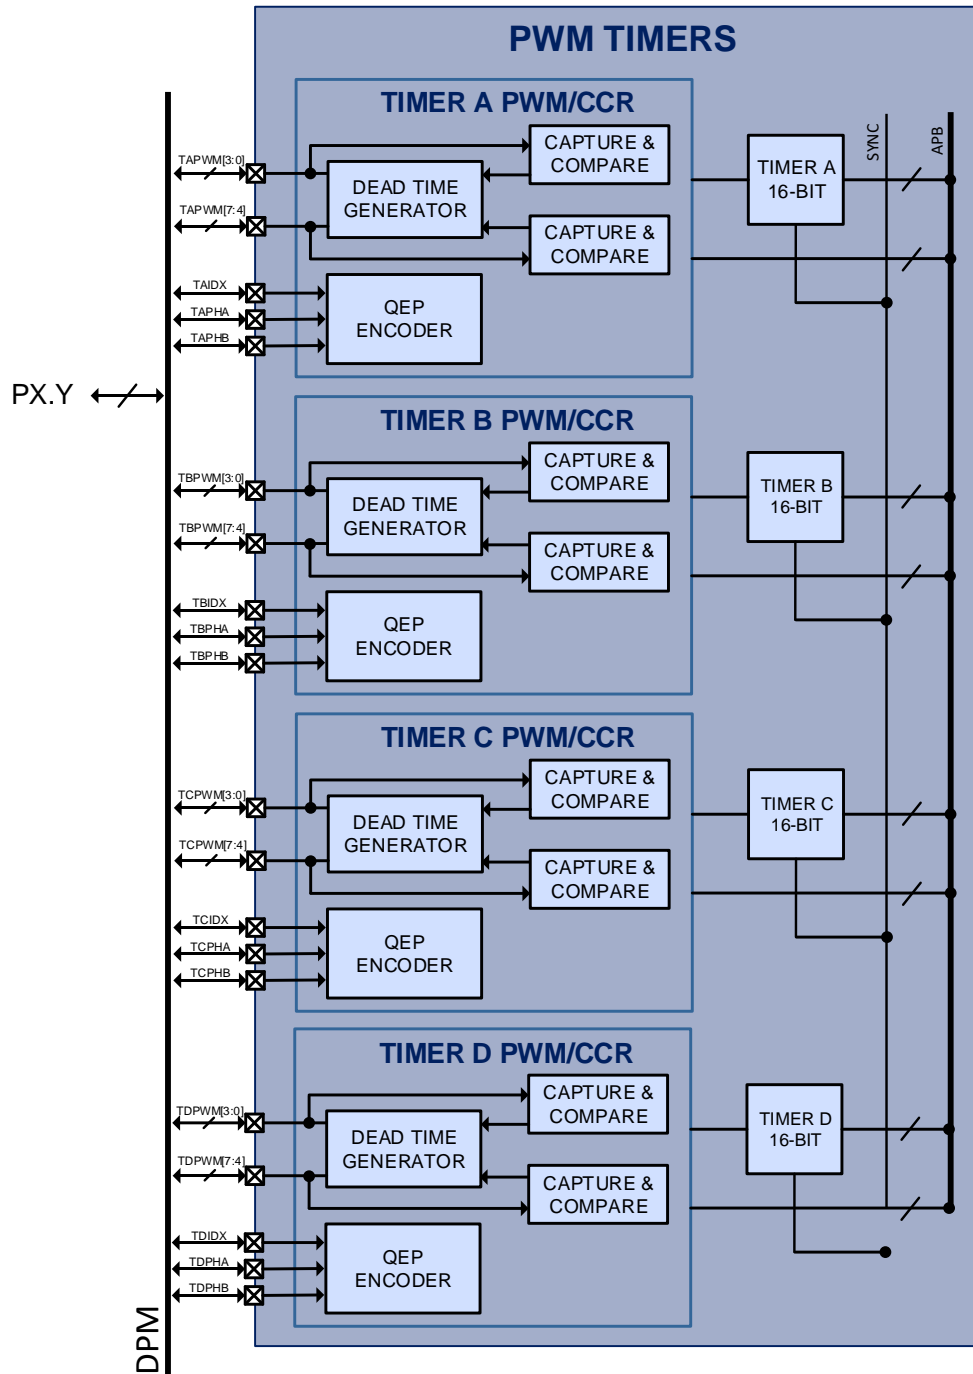 PWM TIMERS
SYNC
APB
TIMER A PWM/CCR
TAPWM[3:0]
TAPWM[7:4]
DEAD TIME
GENERATOR
CAPTURE &
COMPARE
CAPTURE &
COMPARE
TIMER A
16-BIT
TAIDX
TAPHA
TAPHB
QEP
ENCODER
PX.Y
TIMER B PWM/CCR
TBPWM[3:0]
TBPWM[7:4]
DEAD TIME
GENERATOR
CAPTURE &
COMPARE
CAPTURE &
COMPARE
TIMER B
16-BIT
TBIDX
TBPHA
TBPHB
QEP
ENCODER
TIMER C PWM/CCR
TCPWM[3:0]
TCPWM[7:4]
DEAD TIME
GENERATOR
CAPTURE &
COMPARE
CAPTURE &
COMPARE
TIMER C
16-BIT
TCIDX
TCPHA
TCPHB
QEP
ENCODER
TIMER D PWM/CCR
TDPWM[3:0]
TDPWM[7:4]
DEAD TIME
GENERATOR
CAPTURE &
COMPARE
CAPTURE &
COMPARE
TIMER D
16-BIT
TDIDX
TDPHA
TDPHB
QEP
ENCODER
DPM